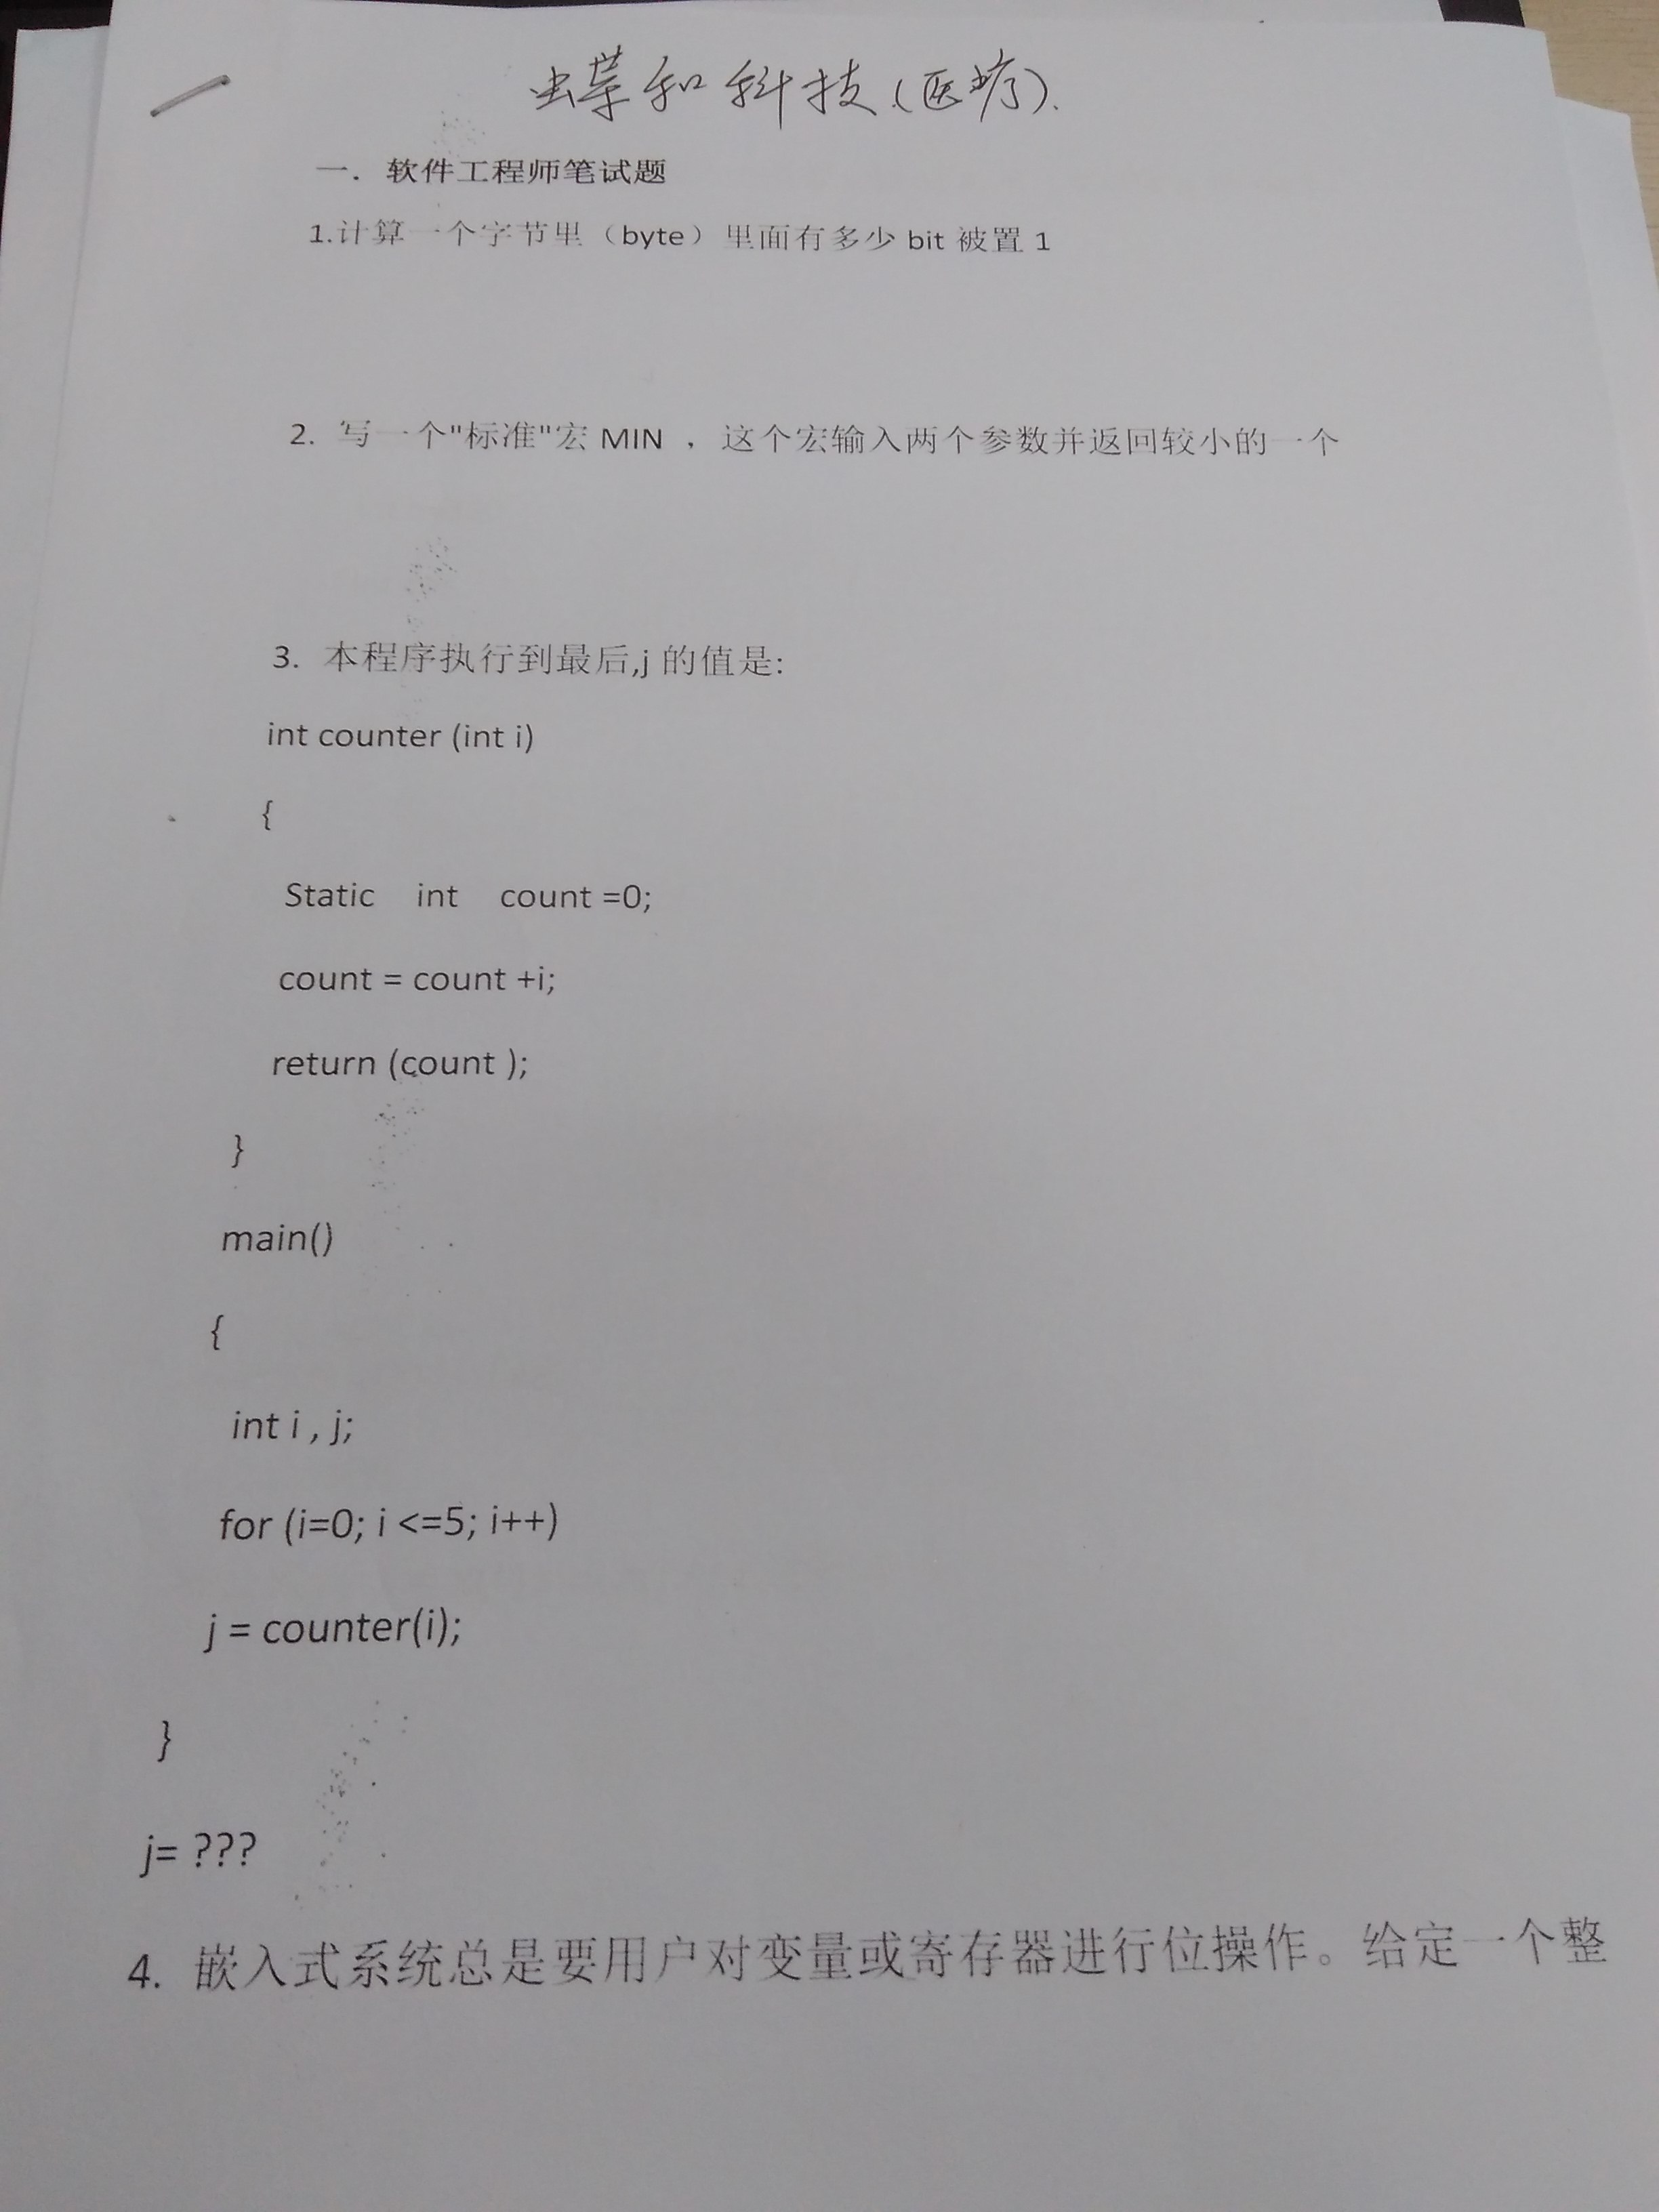 蝶和科技(医疗).
一．软件工程师笔试题
1.计算一个字节里（byte）里面有多少 bit 被置 1
2. 写一个"标准"宏 MIN ，这个宏输入两个参数并返回较小的一个
3. 本程序执行到最后,j 的值是:
int counter (int i)
{
Static int count =0;
count = count +i;
return (count );
}
main()
{
int i , j;
for (i=0; i <=5; i++)
j = counter(i);
}
j= ???
4. 嵌入式系统总是要用户对变量或寄存器进行位操作。给定一个整